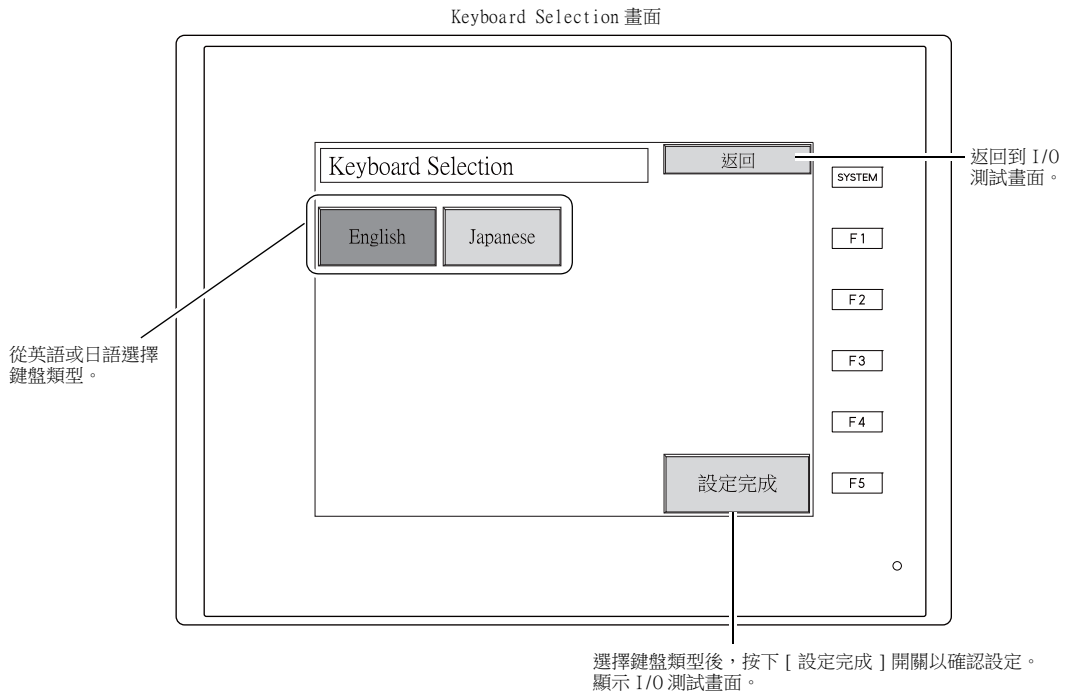 Keyboard Selection 畫面
Keyboard Selection
返回
返回到 I/O
測試畫面。
SYSTEM
English
Japanese
F1
F2
從英語或日語選擇
鍵盤類型。
F3
F4
設定完成
F5
選擇鍵盤類型後，按下 [ 設定完成 ] 開關以確認設定。
顯示 I/O 測試畫面。